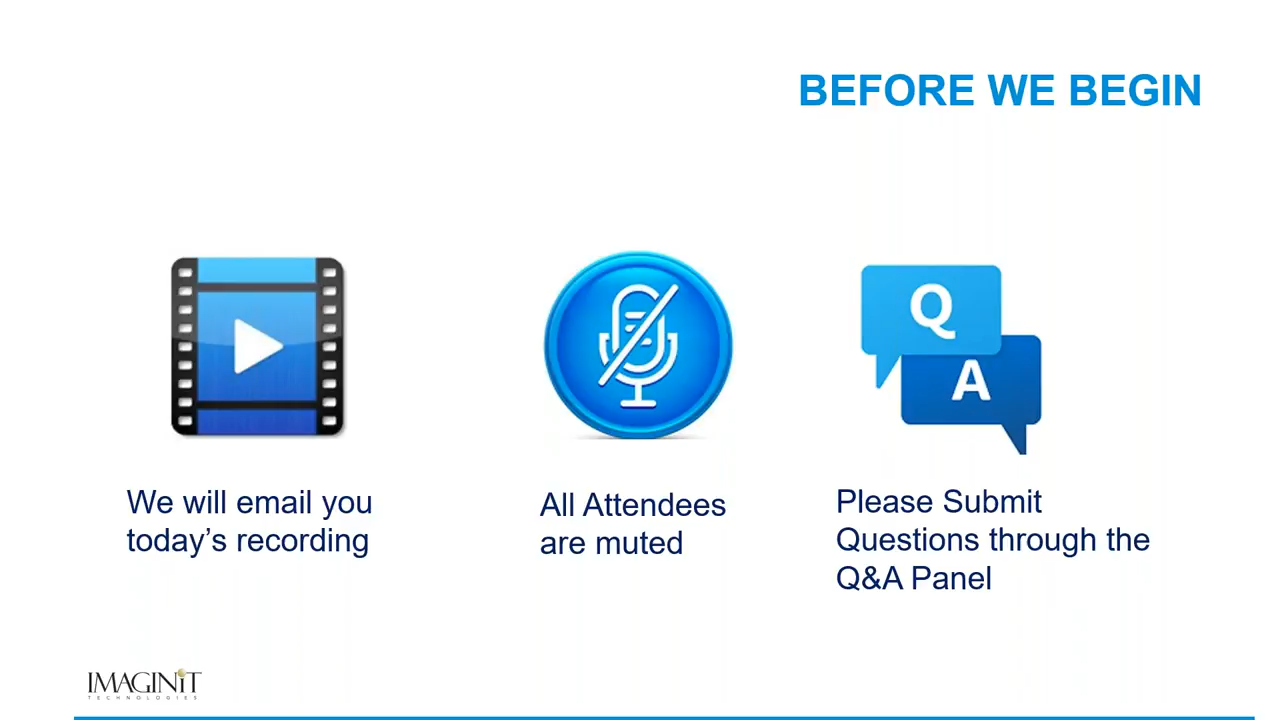 BEFORE WE BEGIN
Q
A
We will email you
today's recording
All Attendees
are muted
Please Submit
Questions through the
Q&A Panel
IMAGINiT
TECHNOLOGIES